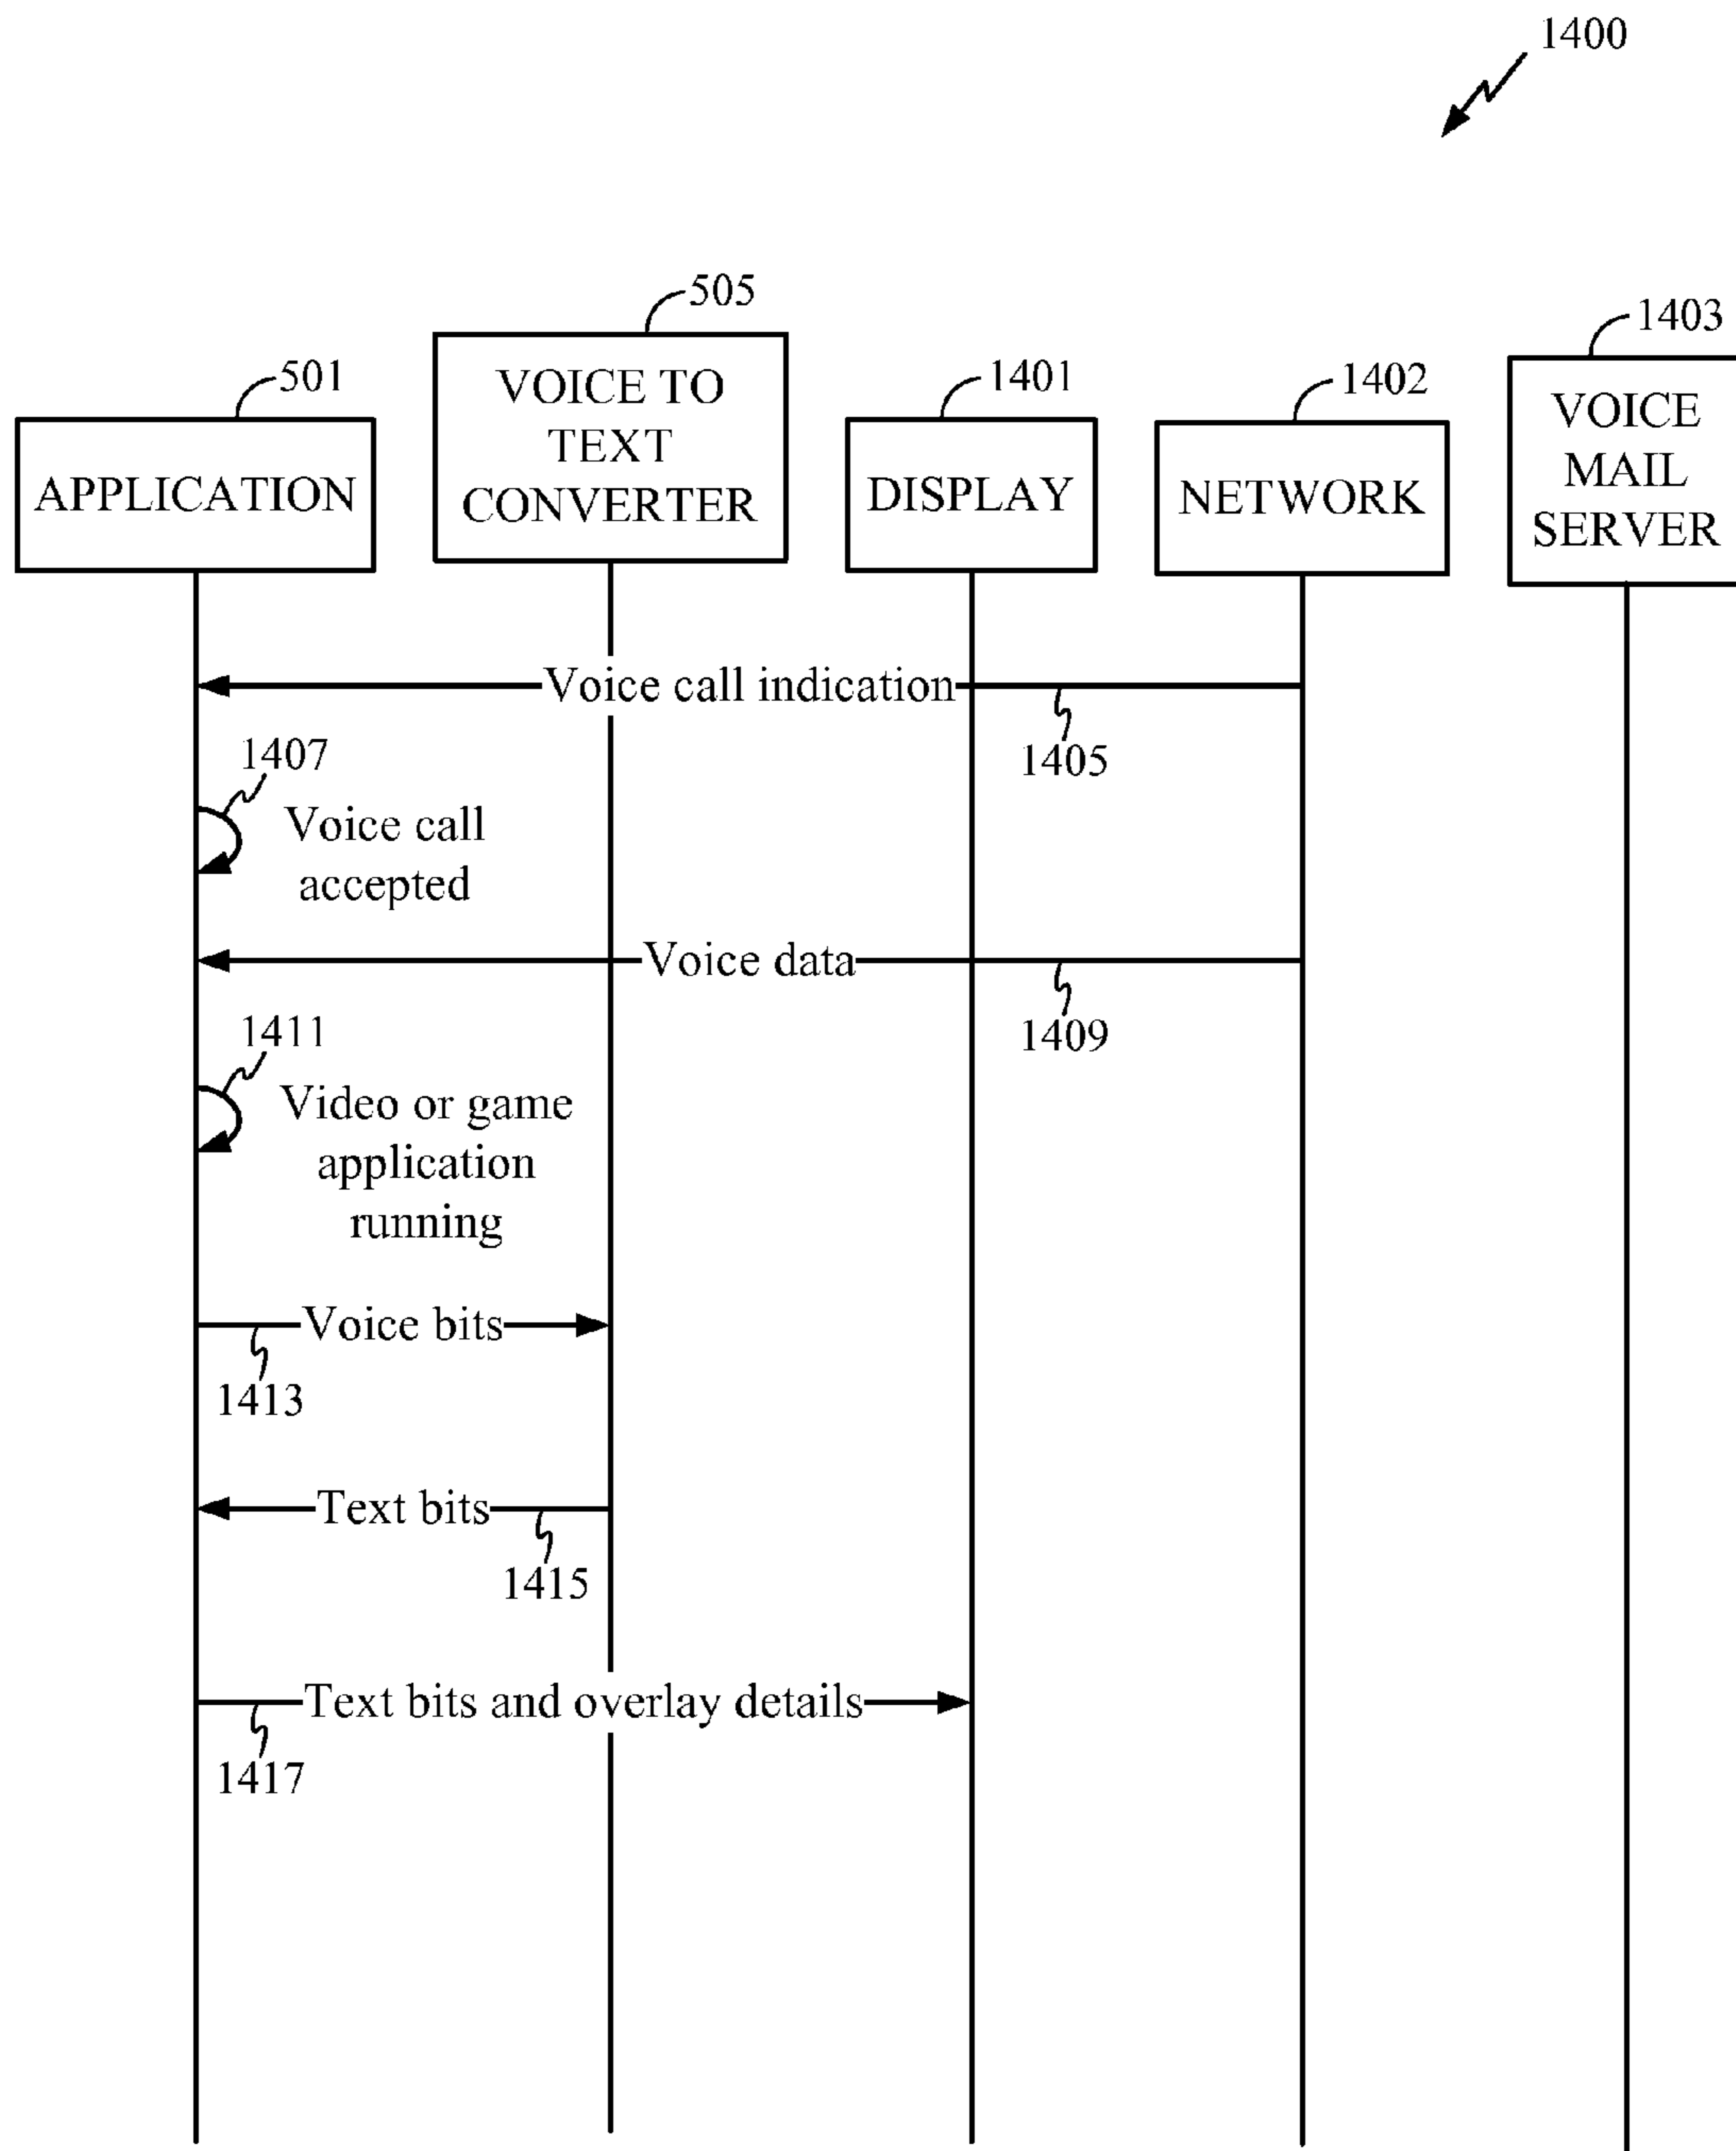 1400
505
1403
501
1401
1402
VOICE TO
TEXT
CONVERTER
VOICE
MAIL
SERVER
APPLICATION
DISPLAY
NETWORK
Voice call indication
1405
1407
Voice call
accepted
Voice data
1409
1411
Video or game
application
running
Voice bits
1413
Text bits
1415
Text bits and overlay details
1417